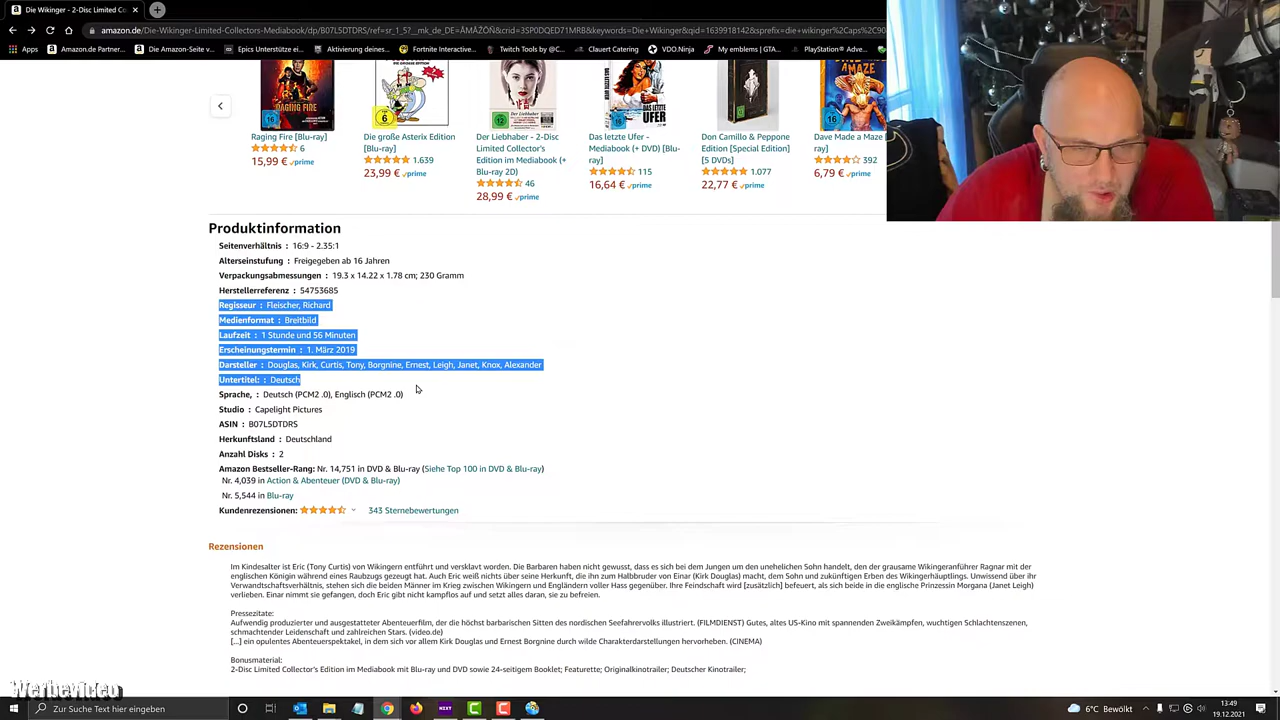 Die Wikinger - 2-Disc Limited Co
amazon.de/Die-Wikinger-Limited-Collectors-Mediabook/dp/B07L5DTDRS/ref=sr_1_5?__mk_de_DE=ÅMÅŽÕÑ&crid=3SP0DQED71MRB&keywords=Die+Wikinger&qid=1639918142&sprefix=die+wikinger%2Caps%2C90
Apps Amazon.de Partner... Die Amazon-Seite v... Epics Unterstütze ei... Aktivierung deines... Fortnite Interactive... Twitch Tools by @C... Clauert Catering VDO.Ninja My emblems | GTA... PlayStation® Adve...
RAGING FIRE
Der Liebhaber
DAS LETZTE UFER
Raging Fire [Blu-ray]
6
15,99 € prime
Die große Asterix Edition
[Blu-ray]
1.639
23,99 € prime
Der Liebhaber - 2-Disc
Limited Collector's
Edition im Mediabook (+
Blu-ray 2D)
46
28,99 € prime
Das letzte Ufer -
Mediabook (+ DVD) [Blu-
ray]
115
16,64 € prime
Don Camillo & Peppone
Edition [Special Edition]
[5 DVDs]
1.077
22,77 € prime
Dave Made a Maze [
ray]
392
6,79 € prime
Produktinformation
Seitenverhältnis : 16:9 - 2.35:1
Alterseinstufung : Freigegeben ab 16 Jahren
Verpackungsabmessungen : 19.3 x 14.22 x 1.78 cm; 230 Gramm
Herstellerreferenz : 54753685
Regisseur : Fleischer, Richard
Medienformat : Breitbild
Laufzeit : 1 Stunde und 56 Minuten
Erscheinungstermin : 1. März 2019
Darsteller : Douglas, Kirk, Curtis, Tony, Borgnine, Ernest, Leigh, Janet, Knox, Alexander
Untertitel: : Deutsch
Sprache, : Deutsch (PCM2 .0), Englisch (PCM2 .0)
Studio : Capelight Pictures
ASIN : B07L5DTDRS
Herkunftsland : Deutschland
Anzahl Disks : 2
Amazon Bestseller-Rang: Nr. 14,751 in DVD & Blu-ray (Siehe Top 100 in DVD & Blu-ray)
Nr. 4,039 in Action & Abenteuer (DVD & Blu-ray)
Nr. 5,544 in Blu-ray
Kundenrezensionen: 343 Sternebewertungen
Rezensionen
Im Kindesalter ist Eric (Tony Curtis) von Wikingern entführt und versklavt worden. Die Barbaren haben nicht gewusst, dass es sich bei dem Jungen um den unehelichen Sohn handelt, den der grausame Wikingeranführer Ragnar mit der
englischen Königin während eines Raubzugs gezeugt hat. Auch Eric weiß nichts über seine Herkunft, die ihn zum Halbbruder von Einar (Kirk Douglas) macht, dem Sohn und zukünftigen Erben des Wikingerhäuptlings. Unwissend über ihr
Verwandtschaftsverhältnis, stehen sich die beiden Männer im Krieg zwischen Wikingern und Engländern voller Hass gegenüber. Ihre Feindschaft wird [zusätzlich] befeuert, als sich beide in die englische Prinzessin Morgana (Janet Leigh)
verlieben. Einar nimmt sie gefangen, doch Eric gibt nicht kampflos auf und setzt alles daran, sie zu befreien.
Pressezitate:
Aufwendig produzierter und ausgestatteter Abenteuerfilm, der die höchst barbarischen Sitten des nordischen Seefahrervolks illustriert. (FILMDIENST) Gutes, altes US-Kino mit spannenden Zweikämpfen, wuchtigen Schlachtenszenen,
schmachtender Leidenschaft und zahlreichen Stars. (video.de)
[...] ein opulentes Abenteuerspektakel, in dem sich vor allem Kirk Douglas und Ernest Borgnine durch wilde Charakterdarstellungen hervorheben. (CINEMA)
Bonusmaterial:
2-Disc Limited Collector's Edition im Mediabook mit Blu-ray und DVD sowie 24-seitigem Booklet; Featurette; Originalkinotrailer; Deutscher Kinotrailer;
Werbevideo
Zur Suche Text hier eingeben
6°C Bewölkt
13:49
19.12.2021